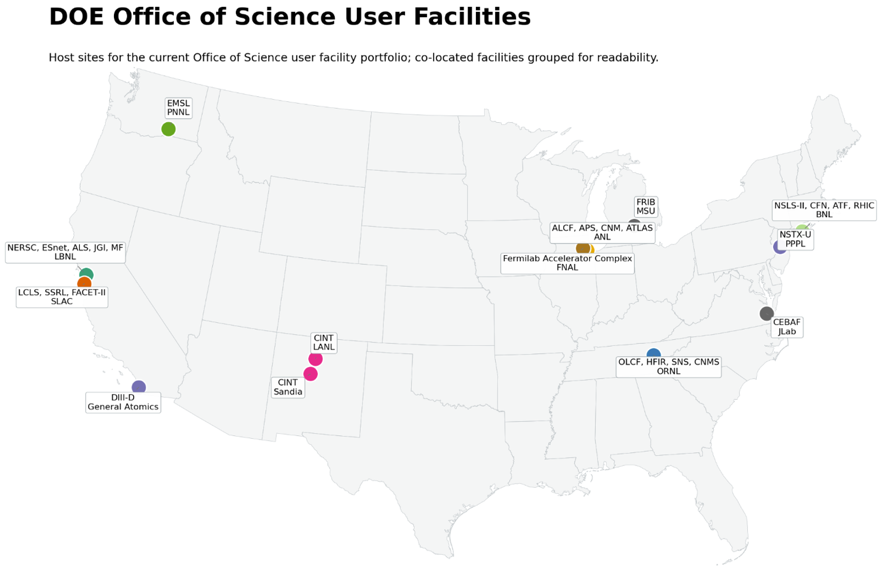 DOE Office of Science User Facilities
Host sites for the current Office of Science user facility portfolio; co-located facilities grouped for readability.
EMSL
PNNL
FRIB
MSU
NSLS-II, CFN, ATF, RHIC
BNL
ALCF, APS, CNM, ATLAS
ANL
NSTX-U
PPPL
NERSC, ESnet, ALS, JGI, MF
LBNL
Fermilab Accelerator Complex
FNAL
LCLS, SSRL, FACET-II
SLAC
CEBAF
JLab
CINT
LANL
OLCF, HFIR, SNS, CNMS
ORNL
CINT
Sandia
DIII-D
General Atomics